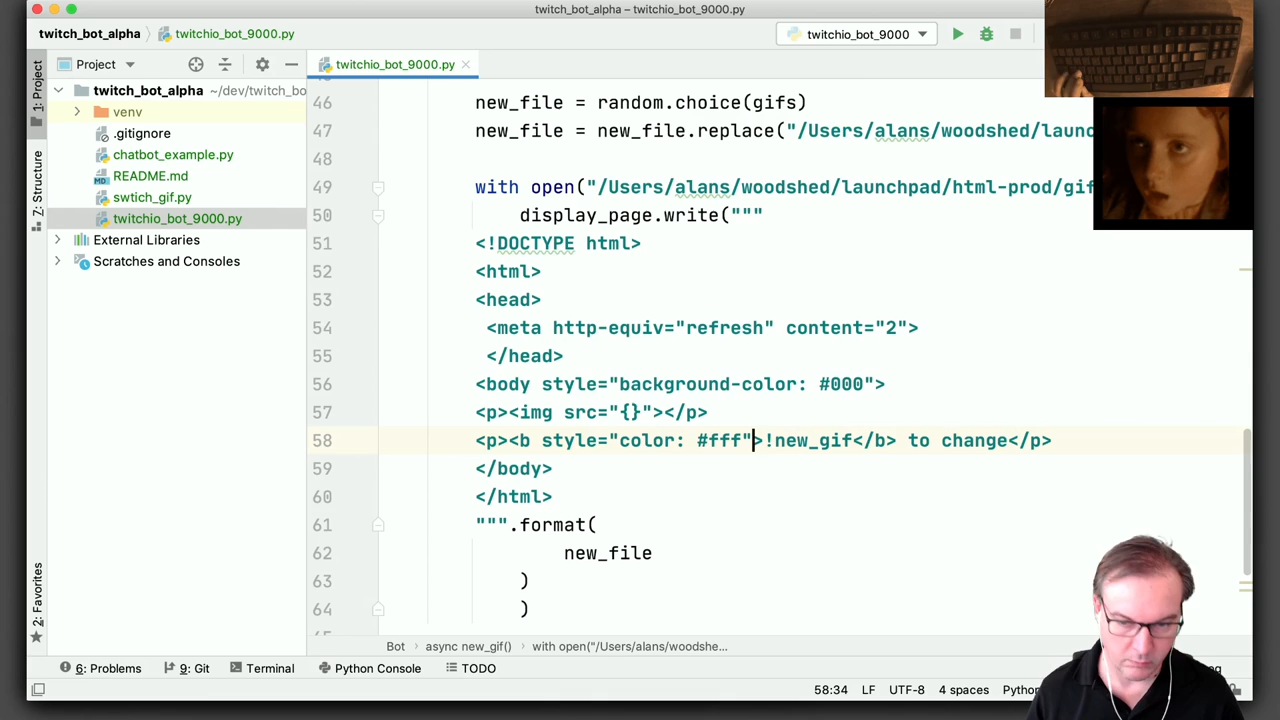 twitch_bot_alpha – twitchio_bot_9000.py
twitch_bot_alpha
twitchio_bot_9000.py
twitchio_bot_9000
1: Project
Z: Structure
2: Favorites
Project
twitch_bot_alpha ~/dev/twitch_bo
venv
.gitignore
chatbot_example.py
README.md
swtich_gif.py
twitchio_bot_9000.py
External Libraries
Scratches and Consoles
twitchio_bot_9000.py
46 new_file = random.choice(gifs)
47 new_file = new_file.replace("/Users/alans/woodshed/laun
48
49 with open("/Users/alans/woodshed/launchpad/html-prod/gif
50 display_page.write("""
51 <!DOCTYPE html>
52 <html>
53 <head>
54 <meta http-equiv="refresh" content="2">
55 </head>
56 <body style="background-color: #000">
57 <p><img src="{}"></p>
58 <p><b style="color: #fff">!new_gif</b> to change</p>
59 </body>
60 </html>
61 """.format(
62 new_file
63 )
64 )
Bot async new_gif() with open("/Users/alans/woodshe...
6: Problems 9: Git Terminal Python Console TODO
58:34 LF UTF-8 4 spaces